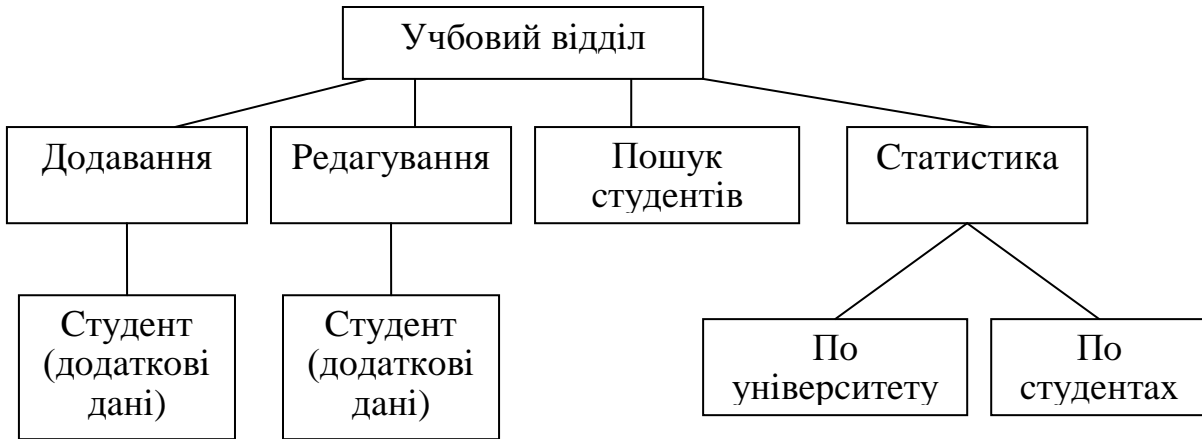 Учбовий відділ
Додавання
Редагування
Пошук
студентів
Статистика
Студент
(додаткові
дані)
Студент
(додаткові
дані)
По
університету
По
студентах